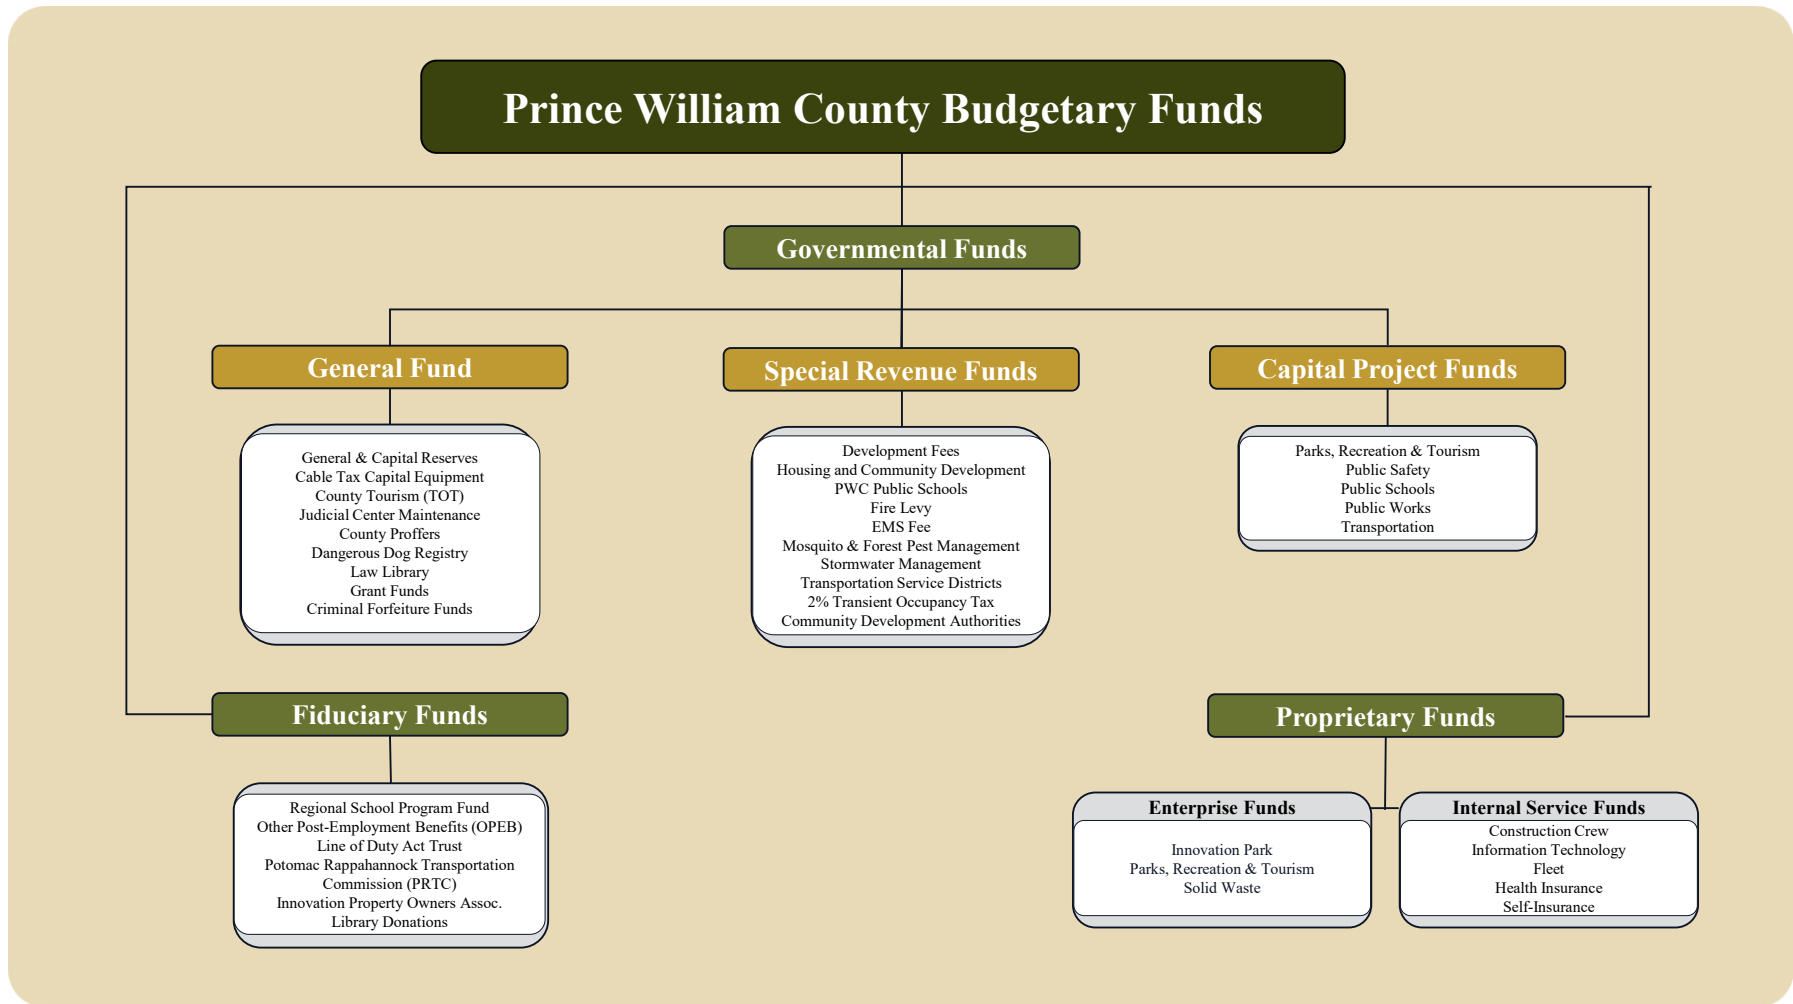 Prince William County Budgetary Funds
Governmental Funds
General Fund
General & Capital Reserves
Cable Tax Capital Equipment
County Tourism (TOT)
Judicial Center Maintenance
County Proffers
Dangerous Dog Registry
Law Library
Grant Funds
Criminal Forfeiture Funds
Special Revenue Funds
Development Fees
Housing and Community Development
PWC Public Schools
Fire Levy
EMS Fee
Mosquito & Forest Pest Management
Stormwater Management
Transportation Service Districts
2% Transient Occupancy Tax
Community Development Authorities
Capital Project Funds
Parks, Recreation & Tourism
Public Safety
Public Schools
Public Works
Transportation
Fiduciary Funds
Regional School Program Fund
Other Post-Employment Benefits (OPEB)
Line of Duty Act Trust
Potomac Rappahannock Transportation
Commission (PRTC)
Innovation Property Owners Assoc.
Library Donations
Proprietary Funds
Enterprise Funds
Innovation Park
Parks, Recreation & Tourism
Solid Waste
Internal Service Funds
Construction Crew
Information Technology
Fleet
Health Insurance
Self-Insurance